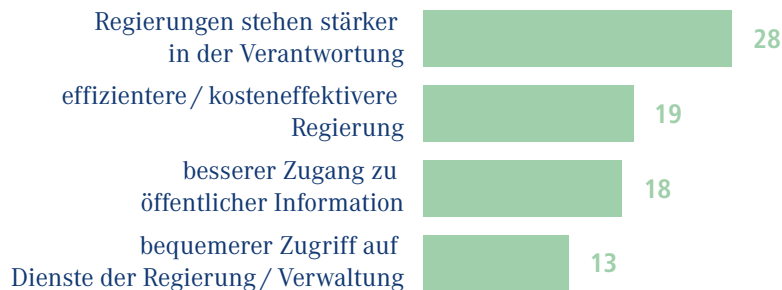 Regierungen stehen stärker
in der Verantwortung
28
effizientere / kosteneffektivere
Regierung
19
besserer Zugang zu
öffentlicher Information
18
bequemerer Zugriff auf
Dienste der Regierung / Verwaltung
13